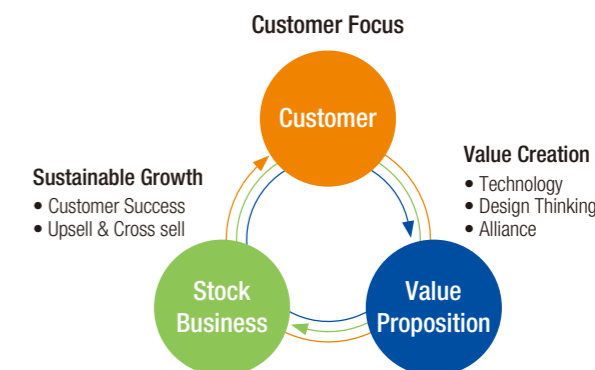 Customer Focus
Customer
Value Creation
• Technology
• Design Thinking
• Alliance
Sustainable Growth
• Customer Success
• Upsell & Cross sell
Stock
Business
Value
Proposition